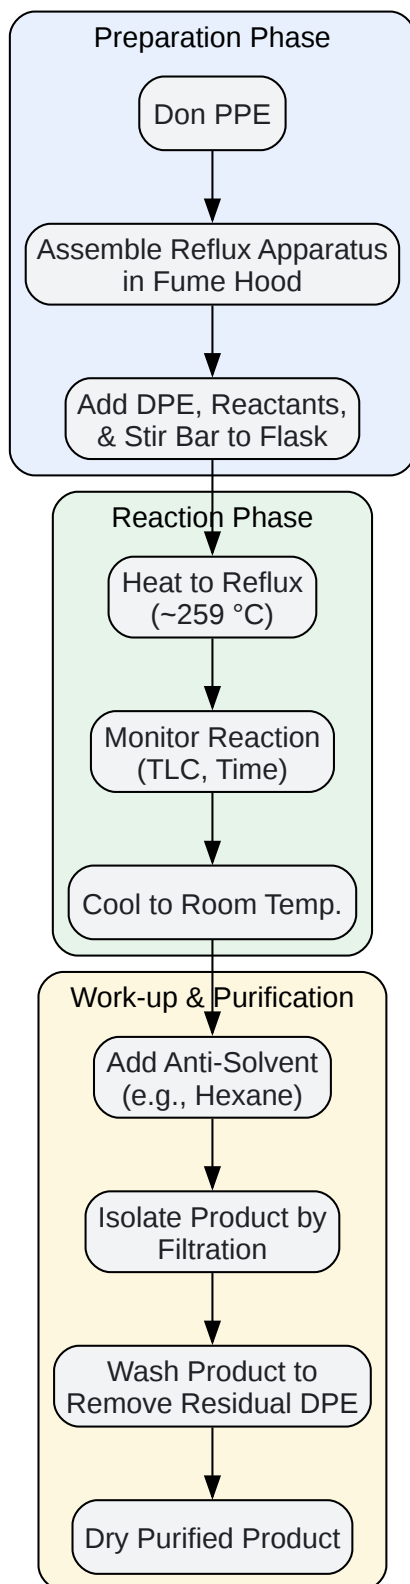 Preparation Phase
Don PPE
Assemble Reflux Apparatus
in Fume Hood
Add DPE, Reactants,
& Stir Bar to Flask
Reaction Phase
Heat to Reflux
(~259 °C)
Monitor Reaction
(TLC, Time)
Cool to Room Temp.
Work-up & Purification
Add Anti-Solvent
(e.g., Hexane)
Isolate Product by
Filtration
Wash Product to
Remove Residual DPE
Dry Purified Product